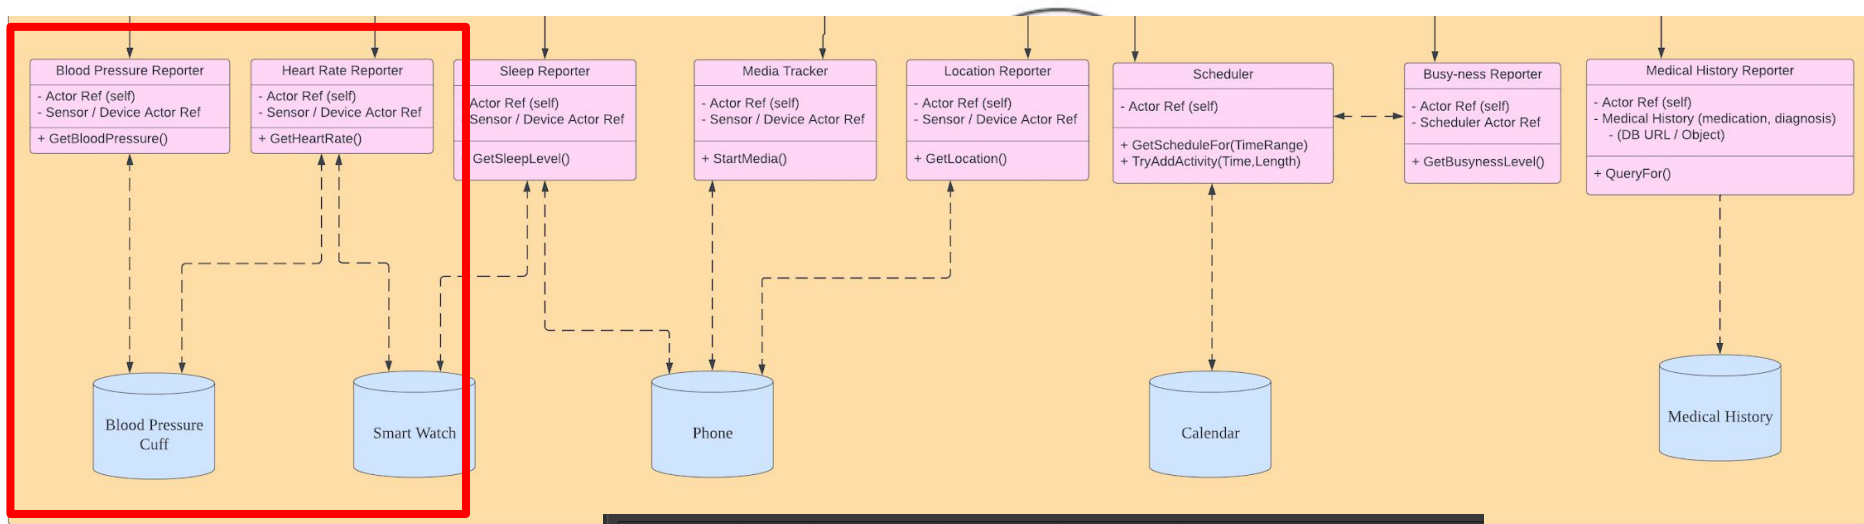 Blood Pressure Reporter
- Actor Ref (self)
- Sensor / Device Actor Ref
+ GetBloodPressure()
Heart Rate Reporter
- Actor Ref (self)
- Sensor / Device Actor Ref
+ GetHeartRate()
Sleep Reporter
Actor Ref (self)
Sensor / Device Actor Ref
GetSleepLevel()
Media Tracker
- Actor Ref (self)
- Sensor / Device Actor Ref
+ StartMedia()
Location Reporter
- Actor Ref (self)
- Sensor / Device Actor Ref
+ GetLocation()
Scheduler
- Actor Ref (self)
+ GetScheduleFor(TimeRange)
+ TryAddActivity(Time,Length)
Busy-ness Reporter
- Actor Ref (self)
- Scheduler Actor Ref
+ GetBusynessLevel()
Medical History Reporter
- Actor Ref (self)
- Medical History (medication, diagnosis)
- (DB URL / Object)
+ QueryFor()
Blood Pressure
Cuff
Smart Watch
Phone
Calendar
Medical History